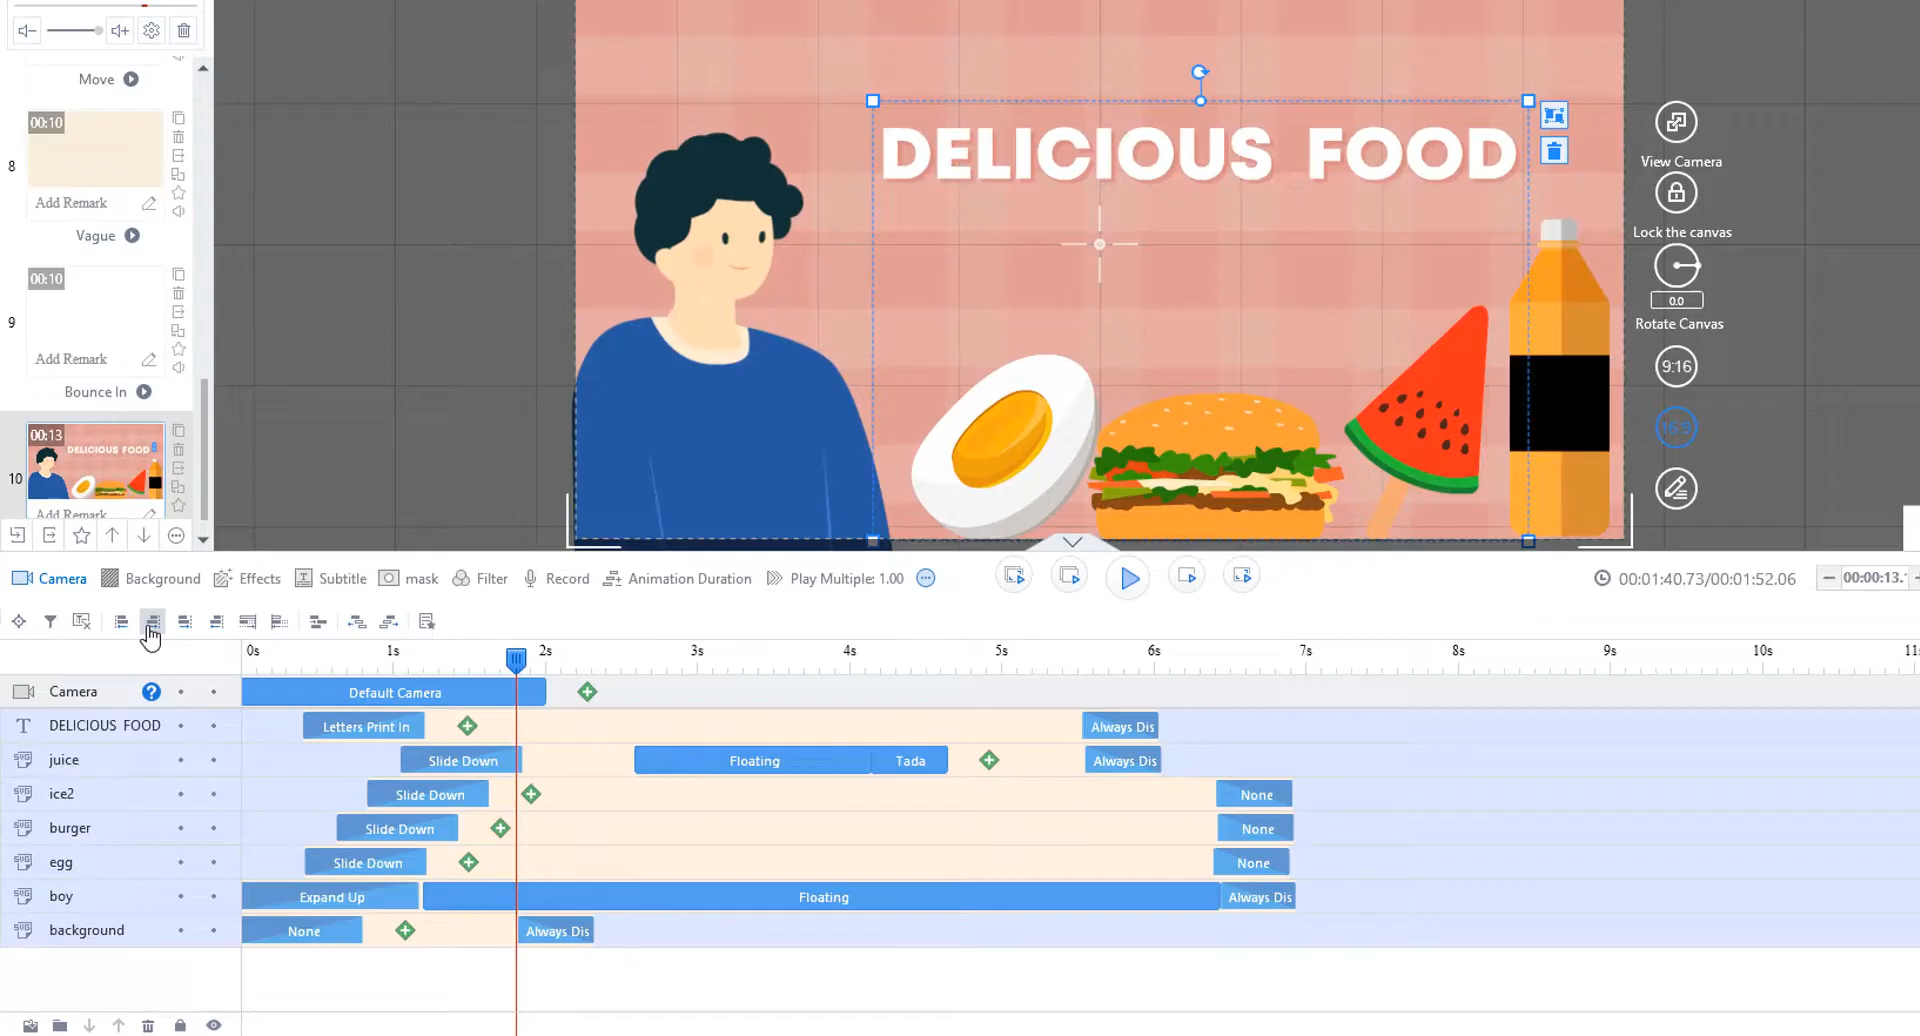 Move
00:10
8
Add Remark
Vague
00:10
9
Add Remark
Bounce In
00:13
DELICIOUS FOOD
10
Add Remark
DELICIOUS FOOD
View Camera
Lock the canvas
0.0
Rotate Canvas
9:16
16:9
Camera Background Effects Subtitle mask Filter Record Animation Duration Play Multiple: 1.00
00:01:40.73/00:01:52.06
00:00:13.
0s 1s 2s 3s 4s 5s 6s 7s 8s 9s 10s 11
Camera ? Default Camera
DELICIOUS FOOD Letters Print In Always Dis
juice Slide Down Floating Tada Always Dis
ice2 Slide Down None
burger Slide Down None
egg Slide Down None
boy Expand Up Floating Always Dis
background None Always Dis